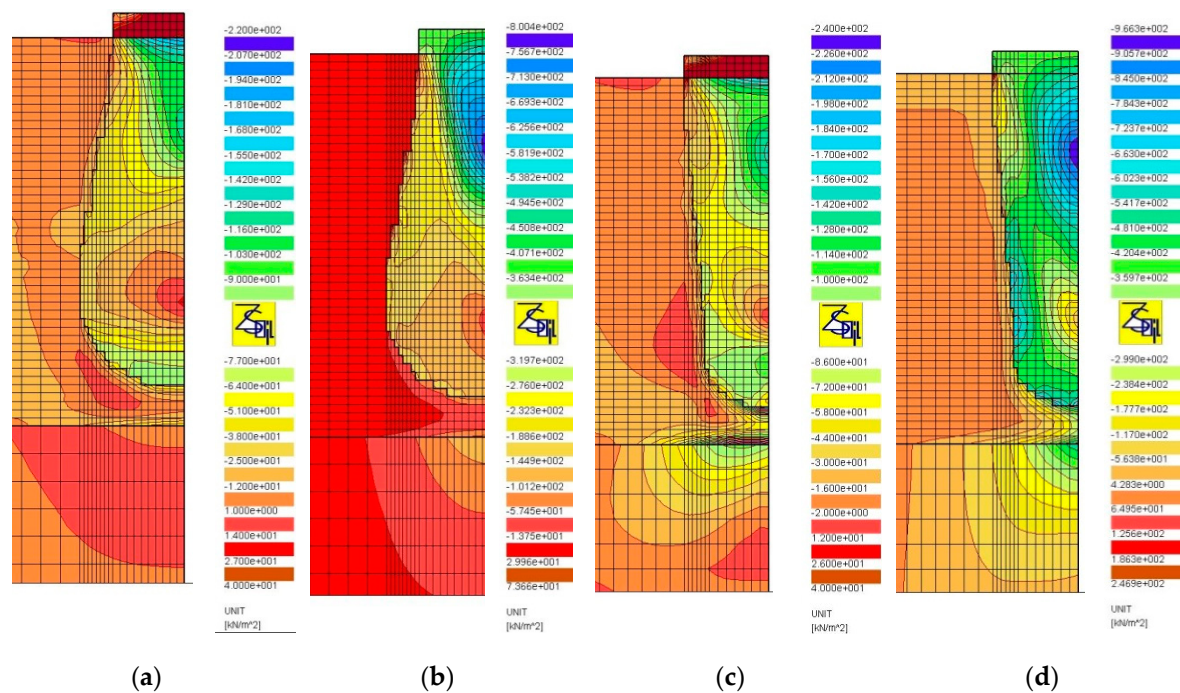 -2.200e+002
-2.070e+002
-1.940e+002
-1.810e+002
-1.680e+002
-1.550e+002
-1.420e+002
-1.290e+002
-1.160e+002
-1.030e+002
-9.000e+001
ZSoil
-7.700e+001
-6.400e+001
-5.100e+001
-3.800e+001
-2.500e+001
-1.200e+001
1.000e+000
1.400e+001
2.700e+001
4.000e+001
UNIT
[kN/m^2]
(a)
-8.004e+002
-7.567e+002
-7.130e+002
-6.693e+002
-6.256e+002
-5.819e+002
-5.382e+002
-4.945e+002
-4.508e+002
-4.071e+002
-3.634e+002
ZSoil
-3.197e+002
-2.760e+002
-2.323e+002
-1.886e+002
-1.449e+002
-1.012e+002
-5.745e+001
-1.375e+001
2.996e+001
7.366e+001
UNIT
[kN/m^2]
(b)
-2.400e+002
-2.260e+002
-2.120e+002
-1.980e+002
-1.840e+002
-1.700e+002
-1.560e+002
-1.420e+002
-1.280e+002
-1.140e+002
-1.000e+002
ZSoil
-8.600e+001
-7.200e+001
-5.800e+001
-4.400e+001
-3.000e+001
-1.600e+001
-2.000e+000
1.200e+001
2.600e+001
4.000e+001
UNIT
[kN/m^2]
(c)
-9.663e+002
-9.057e+002
-8.450e+002
-7.843e+002
-7.237e+002
-6.630e+002
-6.023e+002
-5.417e+002
-4.810e+002
-4.204e+002
-3.597e+002
ZSoil
-2.990e+002
-2.384e+002
-1.777e+002
-1.170e+002
-5.638e+001
4.283e+000
6.495e+001
1.256e+002
1.863e+002
2.469e+002
UNIT
[kN/m^2]
(d)